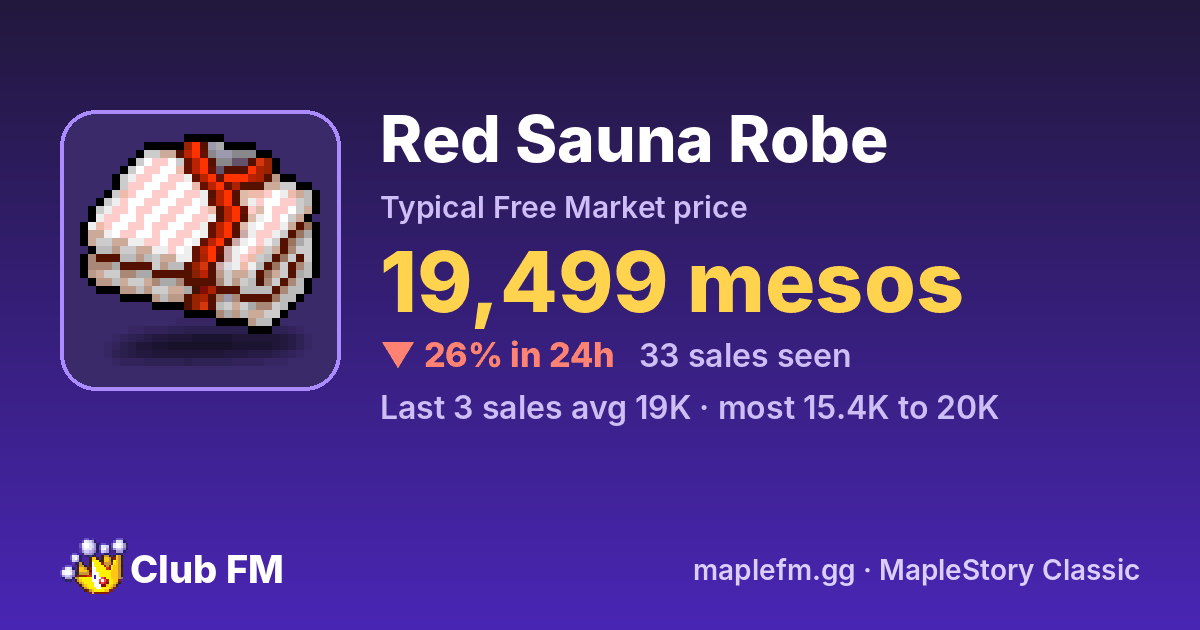 Red Sauna Robe
Typical Free Market price
19,499 mesos
▼ 26% in 24h 33 sales seen
Last 3 sales avg 19K · most 15.4K to 20K
Club FM
maplefm.gg · MapleStory Classic